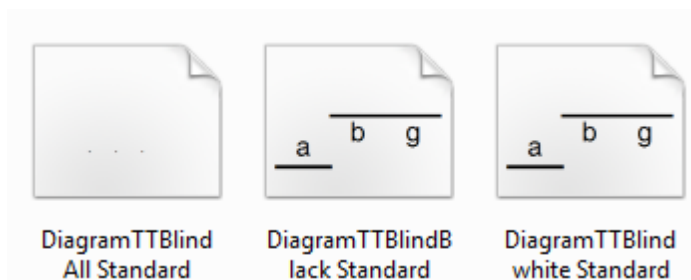 . . .
a b g
a b g
DiagramTTBlind All Standard
DiagramTTBlindB lack Standard
DiagramTTBlind white Standard